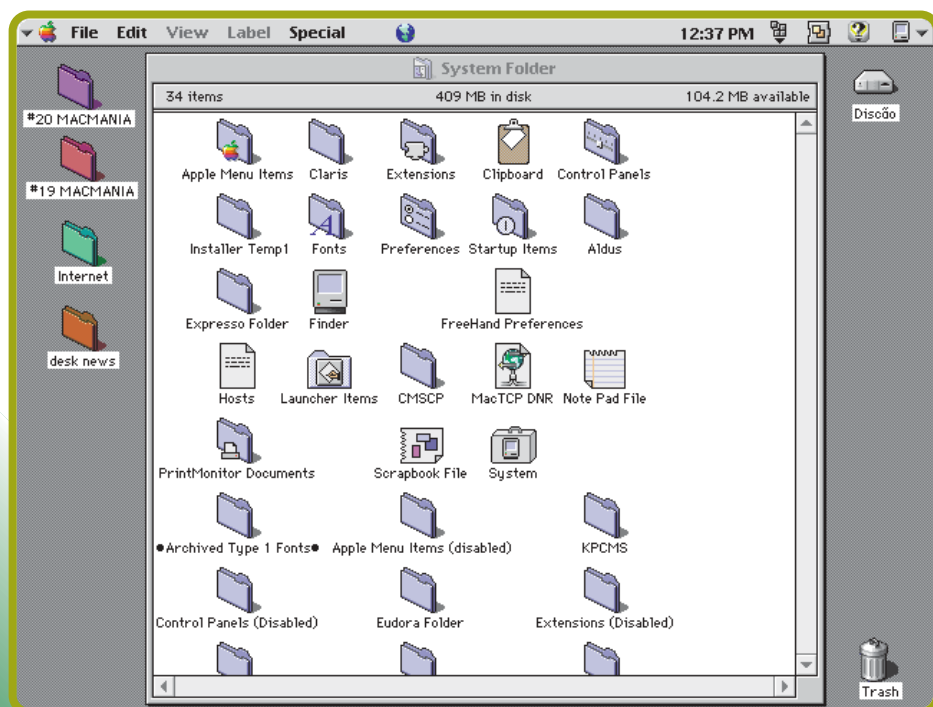 File Edit View Label Special 12:37 PM
System Folder
34 items 409 MB in disk 104.2 MB available
#20 MACMANIA
#19 MACMANIA
Internet
desk news
Discão
Apple Menu Items Claris Extensions Clipboard Control Panels
Installer Temp1 Fonts Preferences Startup Items Aldus
Expresso Folder Finder FreeHand Preferences
Hosts Launcher Items CMSCP MacTCP DNR Note Pad File
PrintMonitor Documents Scrapbook File System
•Archived Type 1 Fonts• Apple Menu Items (disabled) KPCMS
Control Panels (Disabled) Eudora Folder Extensions (Disabled)
Trash